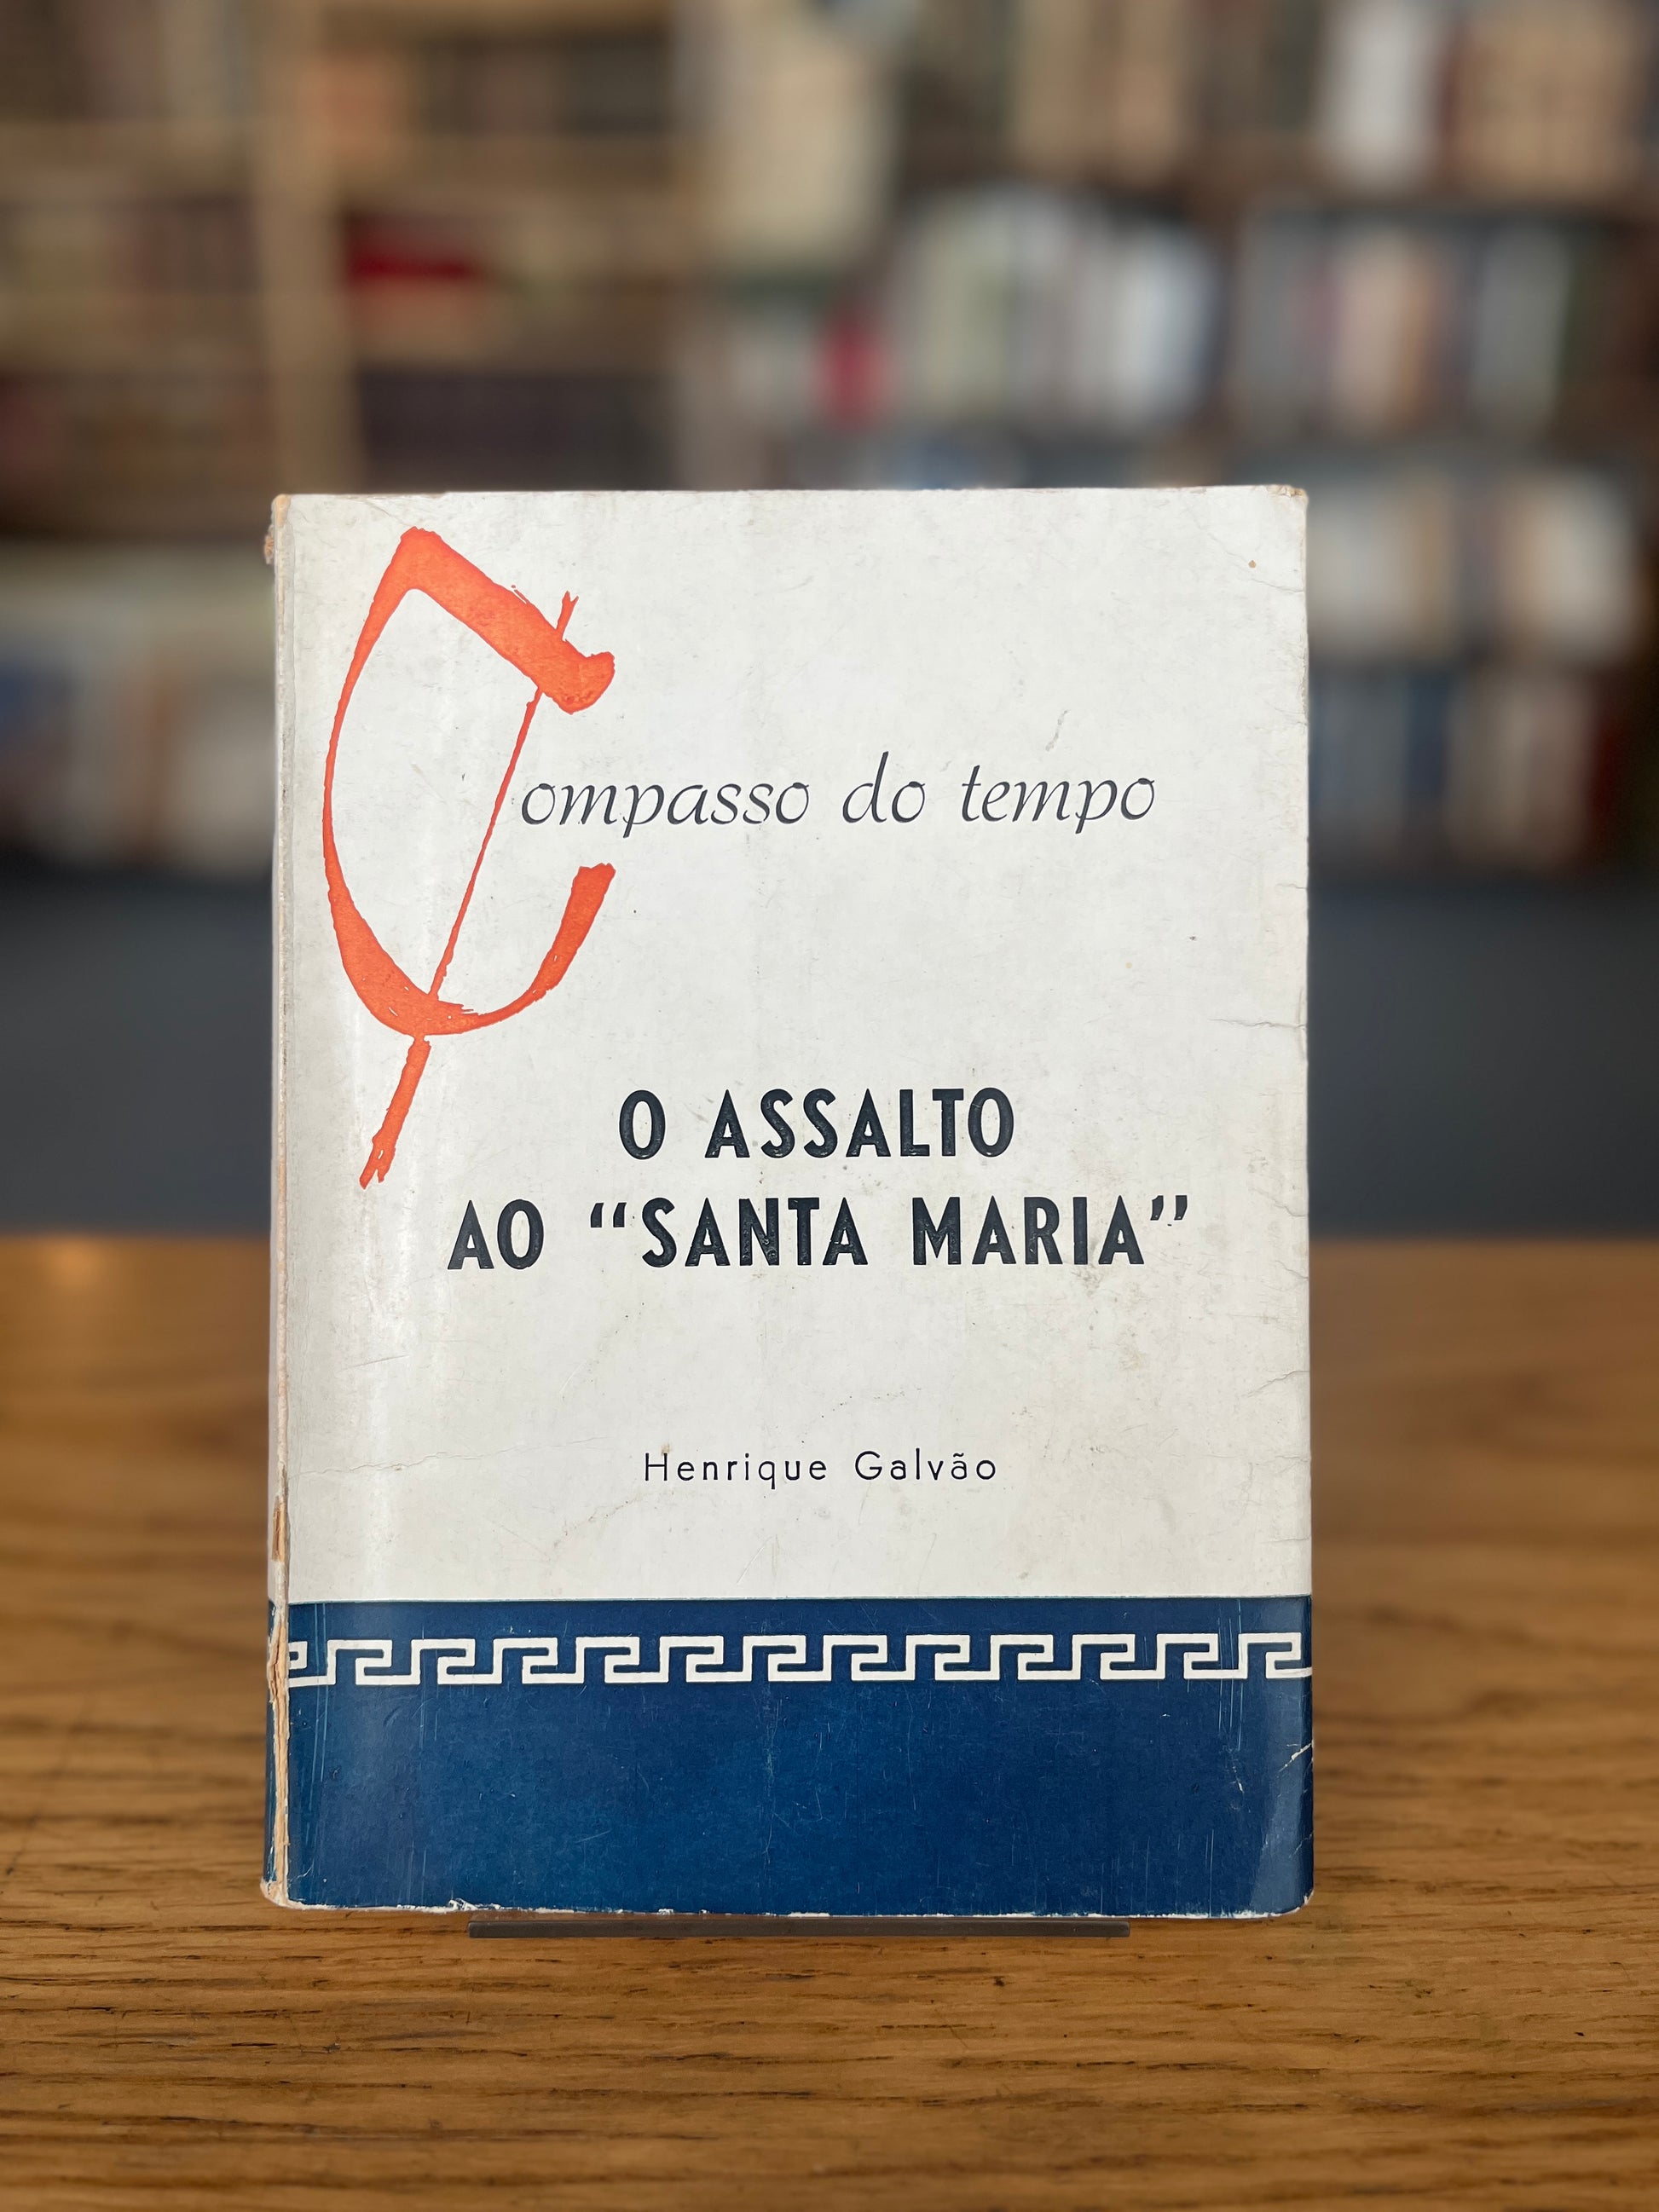 Compasso do tempo
O ASSALTO
AO “SANTA MARIA”
Henrique Galvão